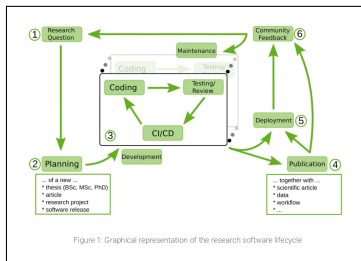 ① Research
Question
Community
Feedback ⑥
Maintenance
Coding
Testing/
Coding
Testing/
Review
③
CI/CD
Development
Deployment ⑤
② Planning
Publication ④
... of a new ...
* thesis (BSc, MSc, PhD)
* article
* research project
* software release
... together with ...
* scientific article
* data
* workflow
* ...
Figure 1: Graphical representation of the research software lifecycle